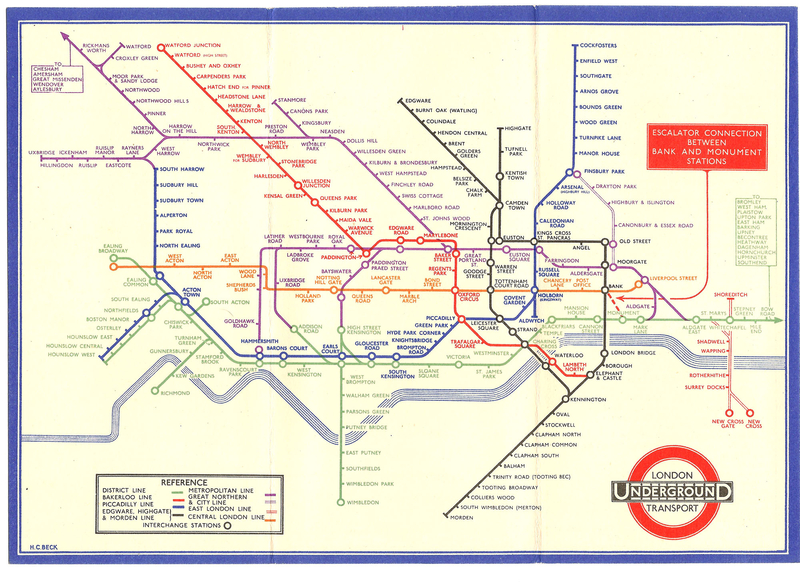 RICKMANS
WORTH
WATFORD
CROXLEY GREEN
WATFORD JUNCTION
WATFORD (HIGH STREET)
BUSHEY AND OXHEY
CARPENDERS PARK
HATCH END FOR PINNER
HEADSTONE LANE
HARROW &
WEALDSTONE
KENTON
SOUTH
KENTON
NORTH
WEMBLEY
WEMBLEY
FOR SUDBURY
STONEBRIDGE
PARK
HARLESDEN
WILLESDEN
JUNCTION
KENSAL GREEN
QUEENS PARK
KILBURN PARK
MAIDA VALE
WARWICK
AVENUE
PADDINGTON
EDGWARE
ROAD
MARYLEBONE
BAKER
STREET
REGENTS
PARK
OXFORD
CIRCUS
PICCADILLY
TRAFALGAR
SQUARE
CHARING
CROSS
WATERLOO
LAMBETH
NORTH
ELEPHANT
& CASTLE
TO
CHESHAM
AMERSHAM
GREAT MISSENDEN
WENDOVER
AYLESBURY
MOOR PARK
& SANDY LODGE
NORTHWOOD
NORTHWOOD HILLS
PINNER
NORTH
HARROW
HARROW
ON THE HILL
NORTHWICK
PARK
PRESTON
ROAD
WEMBLEY
PARK
STANMORE
CANONS PARK
KINGSBURY
NEASDEN
DOLLIS HILL
WILLESDEN GREEN
KILBURN & BRONDESBURY
WEST HAMPSTEAD
FINCHLEY ROAD
SWISS COTTAGE
MARLBORO ROAD
ST. JOHNS WOOD
UXBRIDGE
ICKENHAM
RUISLIP
MANOR
RAYNERS
LANE
WEST
HARROW
HILLINGDON
RUISLIP
EASTCOTE
SOUTH HARROW
SUDBURY HILL
SUDBURY TOWN
ALPERTON
PARK ROYAL
NORTH EALING
EDGWARE
BURNT OAK (WATLING)
COLINDALE
HENDON CENTRAL
BRENT
GOLDERS
GREEN
HAMPSTEAD
BELSIZE
PARK
CHALK
FARM
HIGHGATE
TUFNELL
PARK
KENTISH
TOWN
CAMDEN
TOWN
MORNINGTON
CRESCENT
EUSTON
COCKFOSTERS
ENFIELD WEST
SOUTHGATE
ARNOS GROVE
BOUNDS GREEN
WOOD GREEN
TURNPIKE LANE
MANOR HOUSE
FINSBURY PARK
ARSENAL
(HIGHBURY HILL)
HOLLOWAY
ROAD
CALEDONIAN
ROAD
KINGS CROSS
ST. PANCRAS
DRAYTON PARK
HIGHBURY & ISLINGTON
CANONBURY & ESSEX ROAD
OLD STREET
ANGEL
MOORGATE
ESCALATOR CONNECTION
BETWEEN
BANK AND MONUMENT
STATIONS
TO
BROMLEY
WEST HAM
PLAISTOW
UPTON PARK
EAST HAM
BARKING
UPNEY
BECONTREE
HEATHWAY
DAGENHAM
HORNCHURCH
UPMINSTER
SOUTHEND
EALING
BROADWAY
EALING
COMMON
WEST
ACTON
NORTH
ACTON
EAST
ACTON
WOOD
LANE
SHEPHERDS
BUSH
HOLLAND
PARK
NOTTING
HILL GATE
QUEENS
ROAD
LANCASTER
GATE
MARBLE
ARCH
BOND
STREET
LATIMER
ROAD
WESTBOURNE
PARK
ROYAL
OAK
LADBROKE
GROVE
UXBRIDGE
ROAD
GOLDHAWK
ROAD
HAMMERSMITH
BAYSWATER
PADDINGTON
PRAED STREET
GREAT
PORTLAND
STREET
EUSTON
SQUARE
GOODGE
STREET
WARREN
STREET
TOTTENHAM
COURT ROAD
RUSSELL
SQUARE
FARRINGDON
ALDERSGATE
CHANCERY
LANE
POST
OFFICE
BANK
LIVERPOOL STREET
COVENT
GARDEN
HOLBORN
(KINGSWAY)
ALDWYCH
LEICESTER
SQUARE
STRAND
GREEN PARK
HYDE PARK CORNER
KNIGHTSBRIDGE
BROMPTON
ROAD
SOUTH
KENSINGTON
GLOUCESTER
ROAD
EARLS
COURT
BARONS COURT
WEST
KENSINGTON
ADDISON
ROAD
HIGH STREET
KENSINGTON
SLOANE
SQUARE
VICTORIA
ST. JAMES
PARK
WESTMINSTER
TEMPLE
BLACKFRIARS
MANSION
HOUSE
CANNON
STREET
MONUMENT
MARK
LANE
ALDGATE
ALDGATE
EAST
ST. MARYS
WHITECHAPEL
STEPNEY
GREEN
MILE
END
BOW
ROAD
SHOREDITCH
SHADWELL
WAPPING
ROTHERHITHE
SURREY DOCKS
NEW CROSS
GATE
NEW
CROSS
SOUTH EALING
NORTHFIELDS
BOSTON MANOR
OSTERLEY
HOUNSLOW EAST
HOUNSLOW CENTRAL
HOUNSLOW WEST
ACTON
TOWN
SOUTH ACTON
CHISWICK
PARK
TURNHAM
GREEN
GUNNERSBURY
STAMFORD
BROOK
RAVENSCOURT
PARK
KEW GARDENS
RICHMOND
WEST
BROMPTON
WALHAM GREEN
PARSONS GREEN
PUTNEY BRIDGE
EAST PUTNEY
SOUTHFIELDS
WIMBLEDON PARK
WIMBLEDON
LONDON BRIDGE
BOROUGH
KENNINGTON
OVAL
STOCKWELL
CLAPHAM NORTH
CLAPHAM COMMON
CLAPHAM SOUTH
BALHAM
TRINITY ROAD (TOOTING BEC)
TOOTING BROADWAY
COLLIERS WOOD
SOUTH WIMBLEDON (MERTON)
MORDEN
REFERENCE
DISTRICT LINE
BAKERLOO LINE
PICCADILLY LINE
EDGWARE, HIGHGATE
& MORDEN LINE
METROPOLITAN LINE
GREAT NORTHERN
& CITY LINE
EAST LONDON LINE
CENTRAL LONDON LINE
INTERCHANGE STATIONS
LONDON
UNDERGROUND
TRANSPORT
H.C.BECK